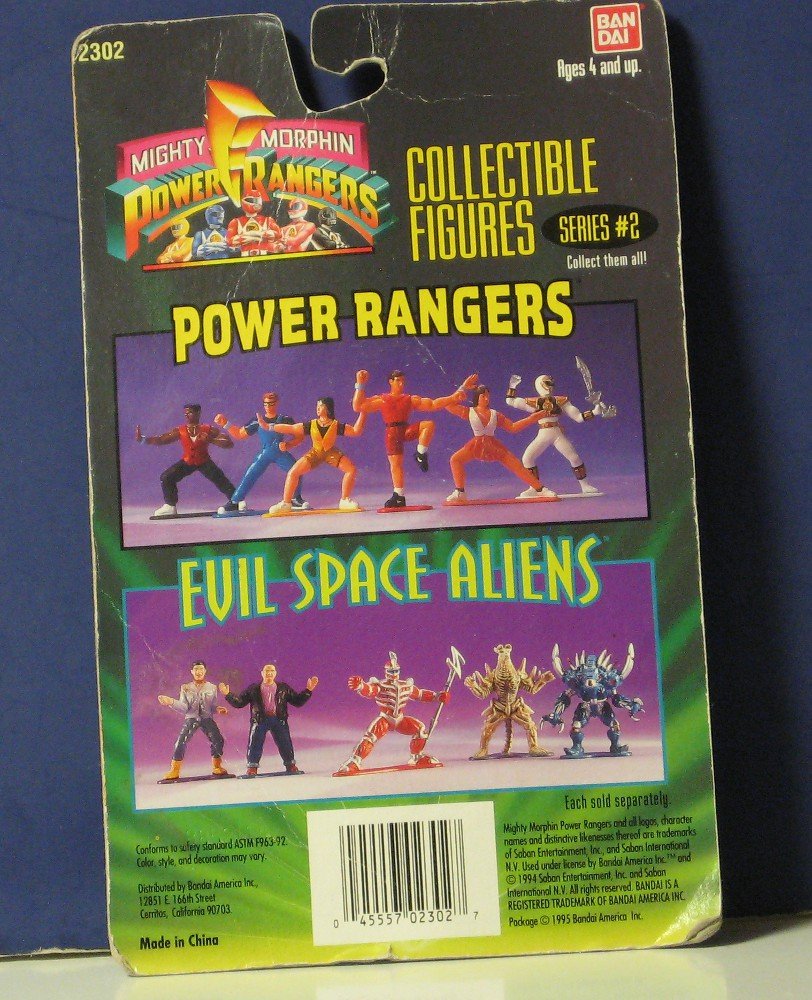 2302
BAN
DAI
Ages 4 and up.
MIGHTY MORPHIN
POWER RANGERS
TM
COLLECTIBLE
FIGURES
SERIES #2
Collect them all!
POWER RANGERS
EVIL SPACE ALIENS
Each sold separately.
Conforms to safety standard ASTM F963-92.
Color, style, and decoration may vary.
Distributed by Bandai America Inc.,
12851 E. 166th Street
Cerritos, California 90703
Made in China
0 45557 02302 7
Mighty Morphin Power Rangers and all logos, character
names and distinctive likenesses thereof are trademarks
of Saban Entertainment, Inc., and Saban International
N.V. Used under license by Bandai America Inc.™ and
© 1994 Saban Entertainment, Inc. and Saban
International N.V. All rights reserved. BANDAI IS A
REGISTERED TRADEMARK OF BANDAI AMERICA INC.
Package © 1995 Bandai America Inc.